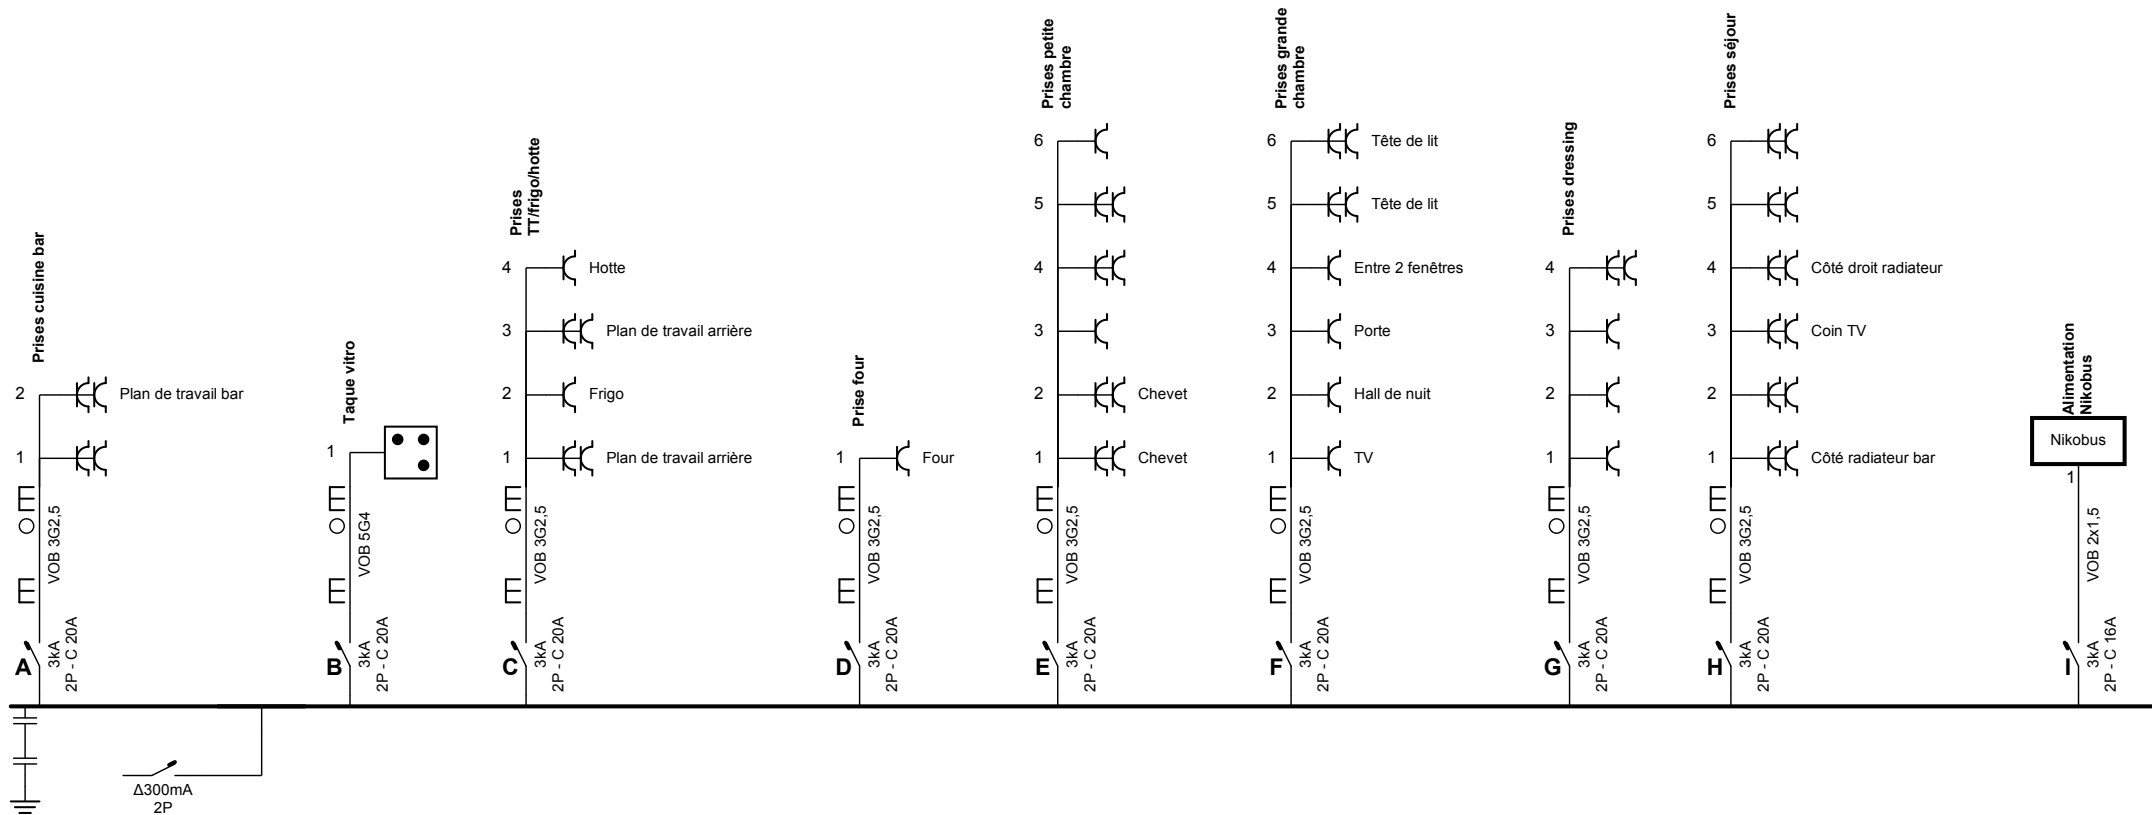 Prises cuisine bar
2
Plan de travail bar
1
VOB 3G2,5
A
3kA
2P - C 20A
Taque vitro
1
VOB 5G4
B
3kA
2P - C 20A
Prises
TT/frigo/hotte
4
Hotte
3
Plan de travail arrière
2
Frigo
1
Plan de travail arrière
VOB 3G2,5
C
3kA
2P - C 20A
Prise four
1
Four
VOB 3G2,5
D
3kA
2P - C 20A
Prises petite
chambre
6
5
4
3
2
Chevet
1
Chevet
VOB 3G2,5
E
3kA
2P - C 20A
Prises grande
chambre
6
Tête de lit
5
Tête de lit
4
Entre 2 fenêtres
3
Porte
2
Hall de nuit
1
TV
VOB 3G2,5
F
3kA
2P - C 20A
Prises dressing
4
3
2
1
VOB 3G2,5
G
3kA
2P - C 20A
Prises séjour
6
5
4
Côté droit radiateur
3
Coin TV
2
1
Côté radiateur bar
VOB 3G2,5
H
3kA
2P - C 20A
Alimentation
Nikobus
Nikobus
1
VOB 2x1,5
I
3kA
2P - C 16A
Δ300mA
2P